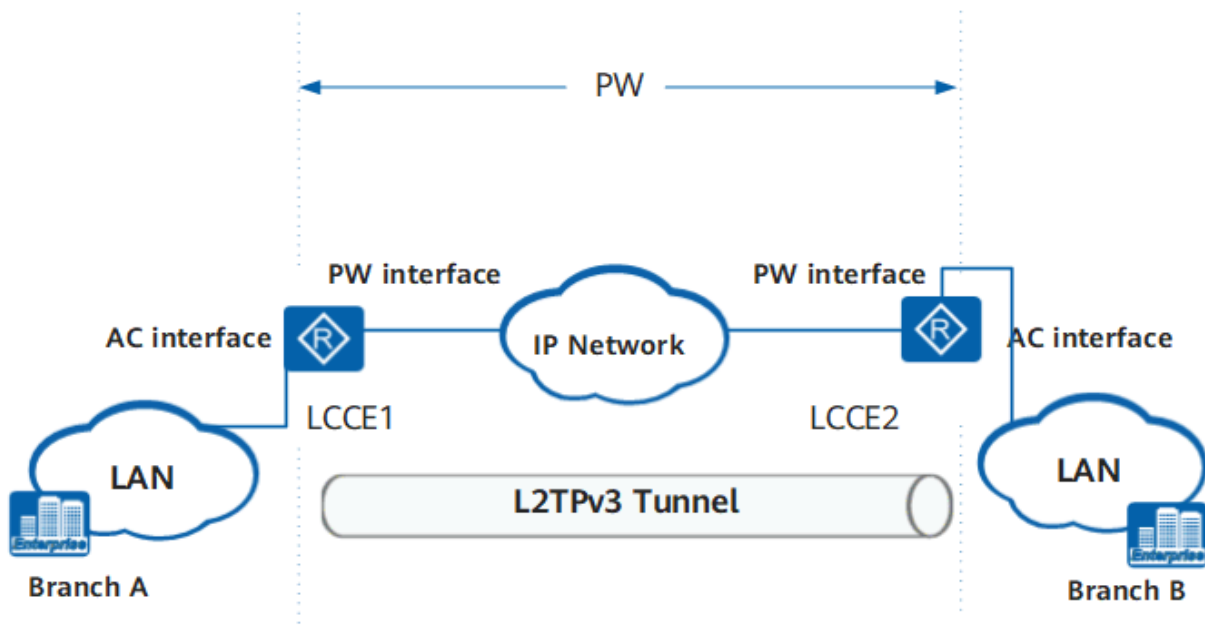 PW
PW interface
PW interface
AC interface
R
IP Network
R
AC interface
LCCE1
LCCE2
LAN
LAN
L2TPv3 Tunnel
Enterprise
Enterprise
Branch A
Branch B